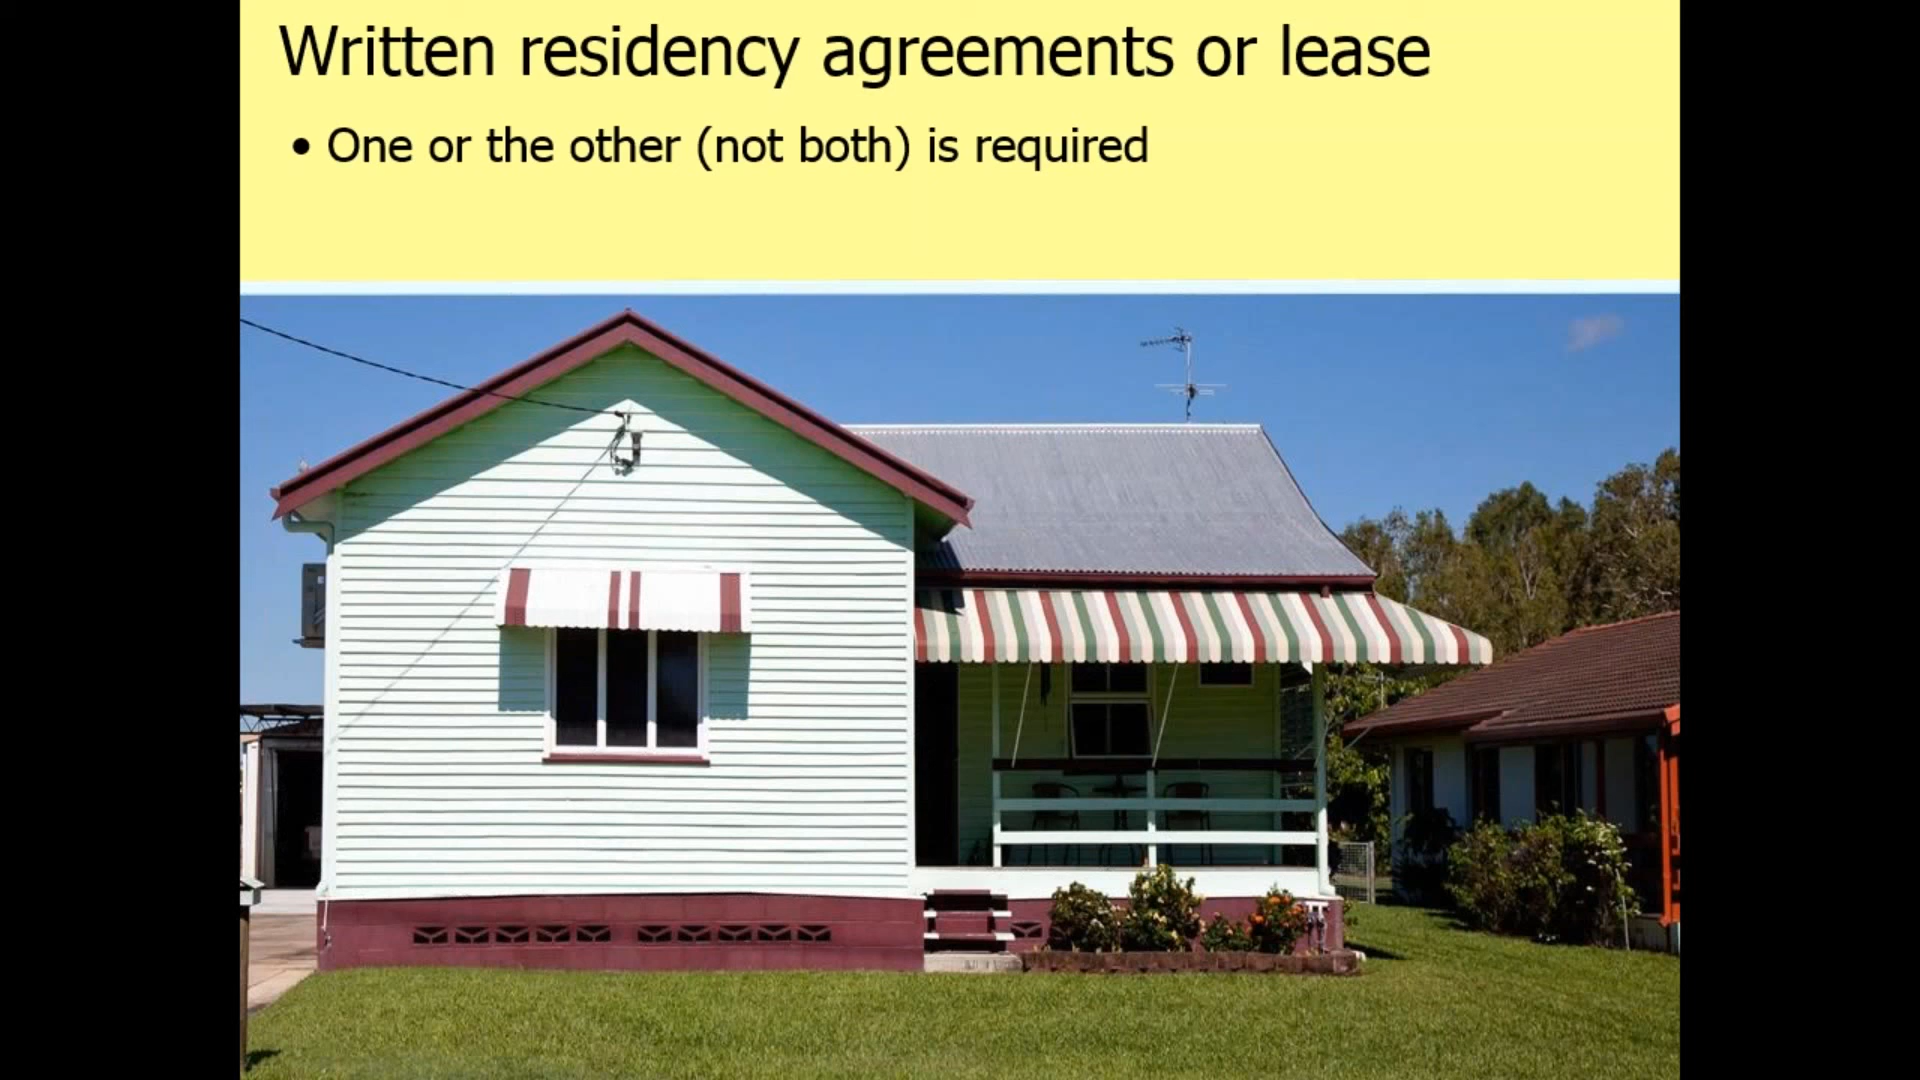 Written residency agreements or lease
• One or the other (not both) is required